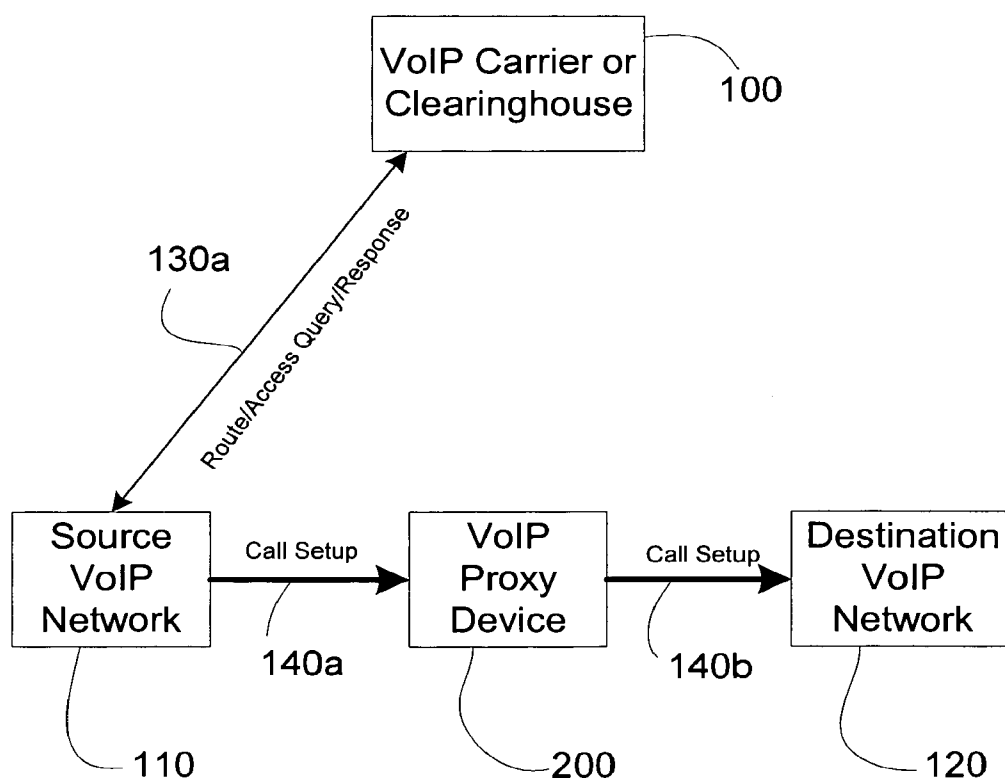 VoIP Carrier or
Clearinghouse
100
130a
Route/Access Query/Response
Source
VoIP
Network
Call Setup
VoIP
Proxy
Device
Call Setup
Destination
VoIP
Network
140a
140b
110
200
120